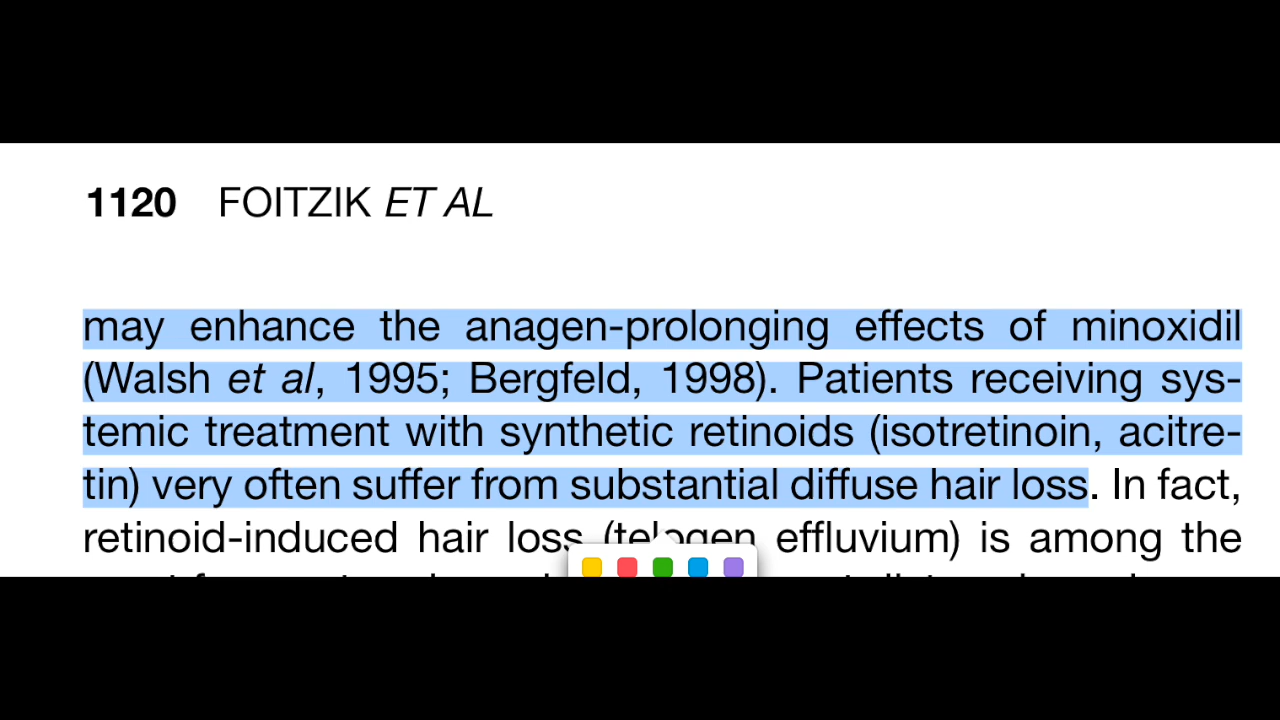 1120 FOITZIK ET AL
may enhance the anagen-prolonging effects of minoxidil
(Walsh et al, 1995; Bergfeld, 1998). Patients receiving sys-
temic treatment with synthetic retinoids (isotretinoin, acitre-
tin) very often suffer from substantial diffuse hair loss. In fact,
retinoid-induced hair loss (telogen effluvium) is among the